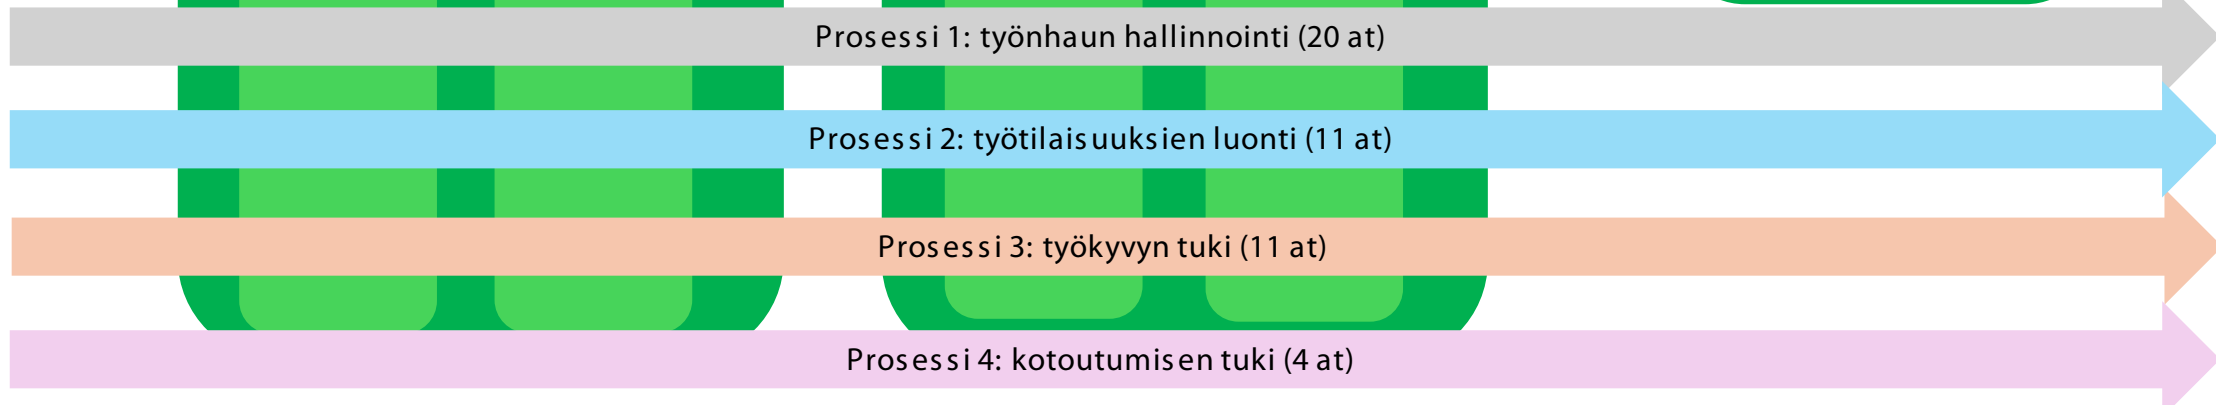 Prosessi 1: työnhaun hallinnointi (20 at)
Prosessi 2: työtilaisuuksien luonti (11 at)
Prosessi 3: työkyvyn tuki (11 at)
Prosessi 4: kotoutumisen tuki (4 at)